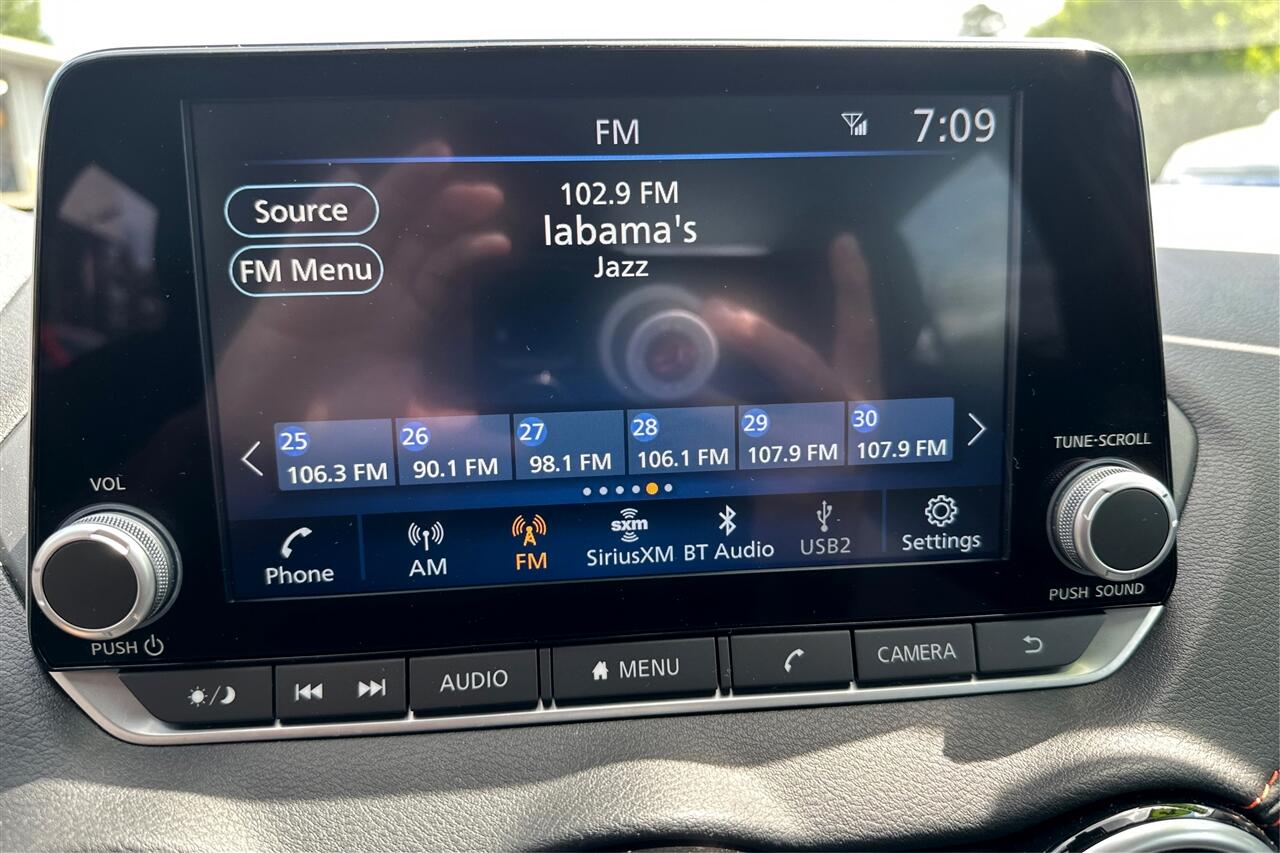 FM
7:09
Source
102.9 FM
labama's
FM Menu
Jazz
25 26 27 28 29 30
106.3 FM 90.1 FM 98.1 FM 106.1 FM 107.9 FM 107.9 FM
TUNE·SCROLL
VOL
Phone AM FM sxm SiriusXM BT Audio USB2 Settings
PUSH SOUND
PUSH
AUDIO MENU CAMERA